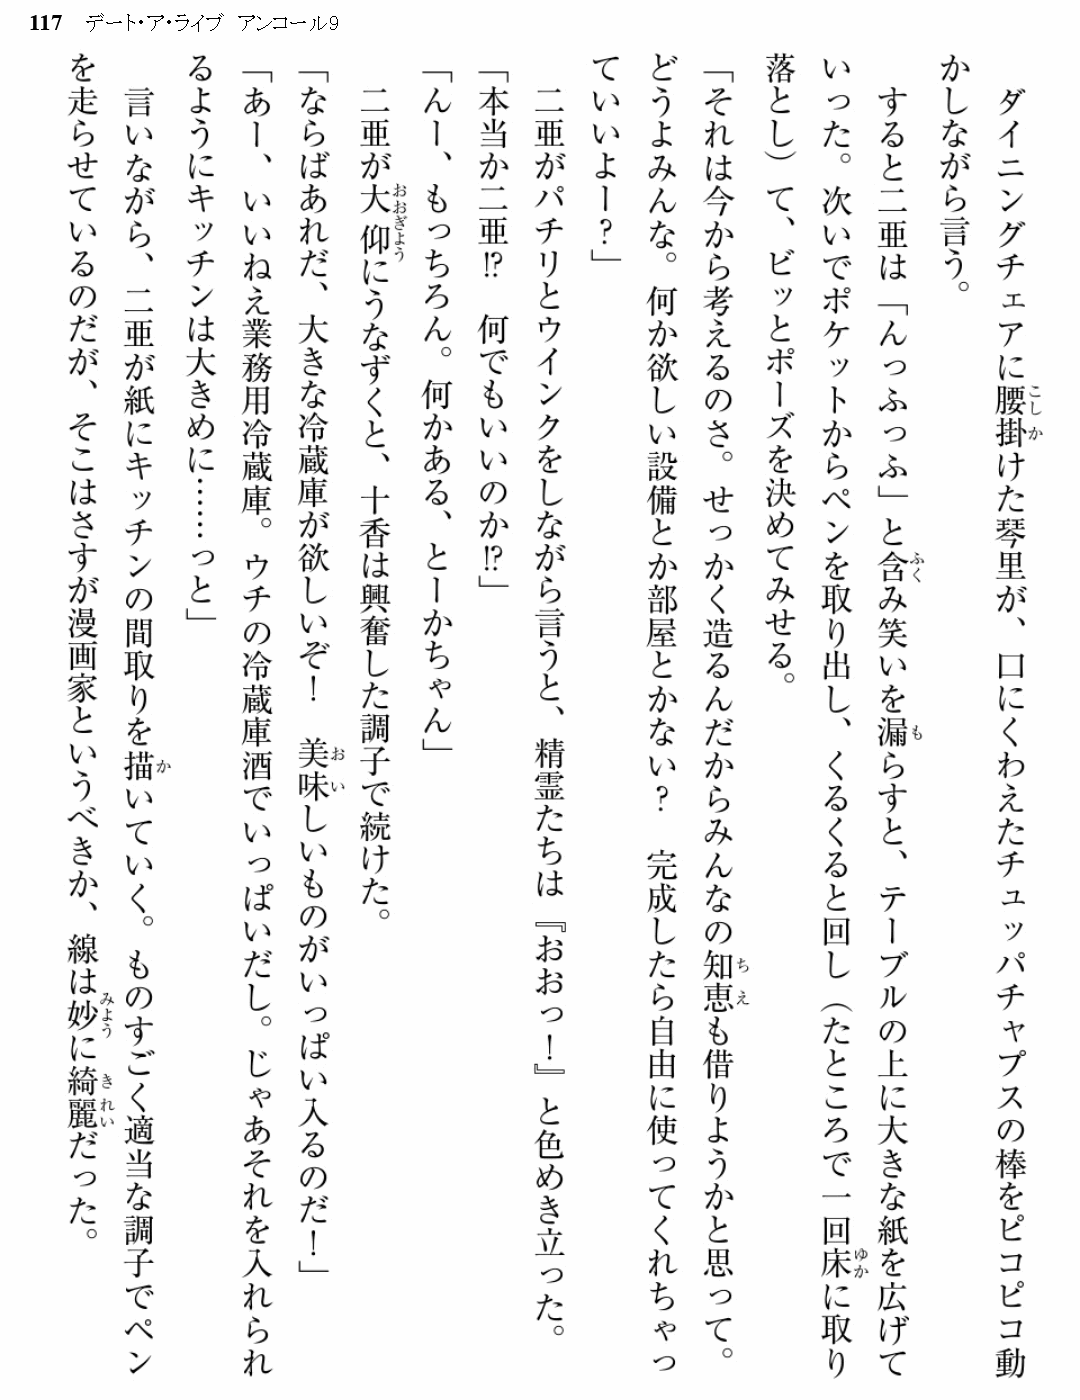 117 デート・ア・ライブ アンコール9
ダイニングチェアに腰掛けた琴里が、口にくわえたチュッパチャプスの棒をピコピコ動
かしながら言う。
すると二亜は「んっふっふ」と含み笑いを漏らすと、テーブルの上に大きな紙を広げて
いった。次いでポケットからペンを取り出し、くるくると回し（たところで一回床に取り
落とし）て、ビッとポーズを決めてみせる。
「それは今から考えるのさ。せっかく造るんだからみんなの知恵も借りようかと思って。
どうよみんな。何か欲しい設備とか部屋とかない？　完成したら自由に使ってくれちゃっ
ていいよー？」
二亜がパチリとウインクをしながら言うと、精霊たちは『おおっ！』と色めき立った。
「本当か二亜!?　何でもいいのか!?」
「んー、もっちろん。何かある、とーかちゃん」
二亜が大仰にうなずくと、十香は興奮した調子で続けた。
「ならばあれだ、大きな冷蔵庫が欲しいぞ！　美味しいものがいっぱい入るのだ！」
「あー、いいねえ業務用冷蔵庫。ウチの冷蔵庫酒でいっぱいだし。じゃあそれを入れられ
るようにキッチンは大きめに……っと」
言いながら、二亜が紙にキッチンの間取りを描いていく。ものすごく適当な調子でペン
を走らせているのだが、そこはさすが漫画家というべきか、線は妙に綺麗だった。